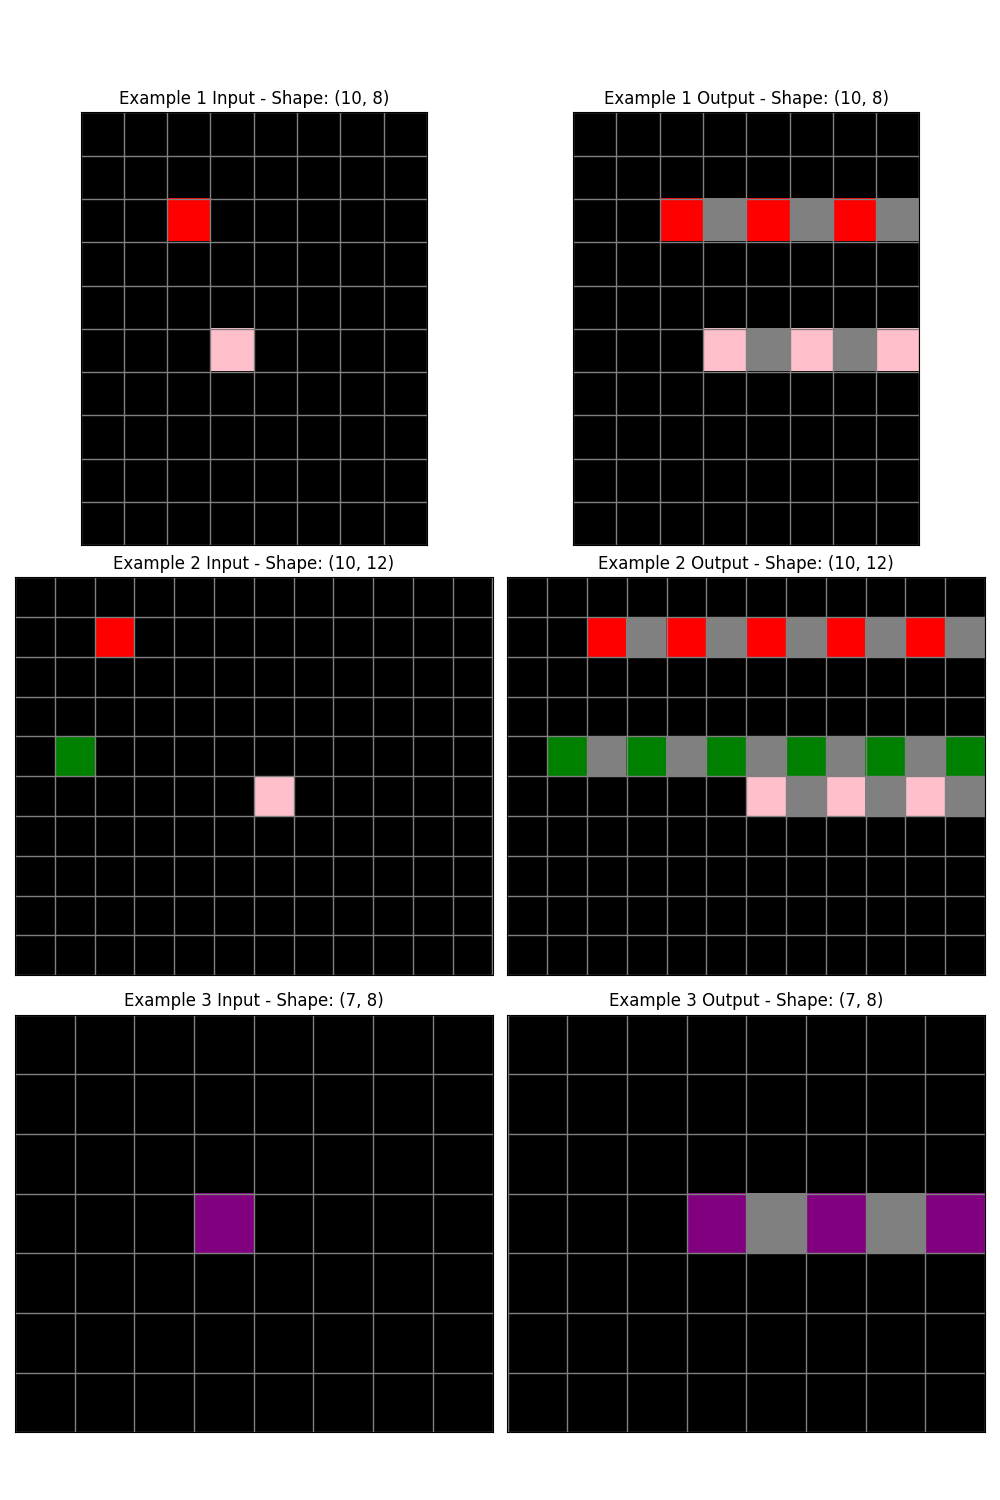 Example 1 Input - Shape: (10, 8)
Example 1 Output - Shape: (10, 8)
Example 2 Input - Shape: (10, 12)
Example 2 Output - Shape: (10, 12)
Example 3 Input - Shape: (7, 8)
Example 3 Output - Shape: (7, 8)